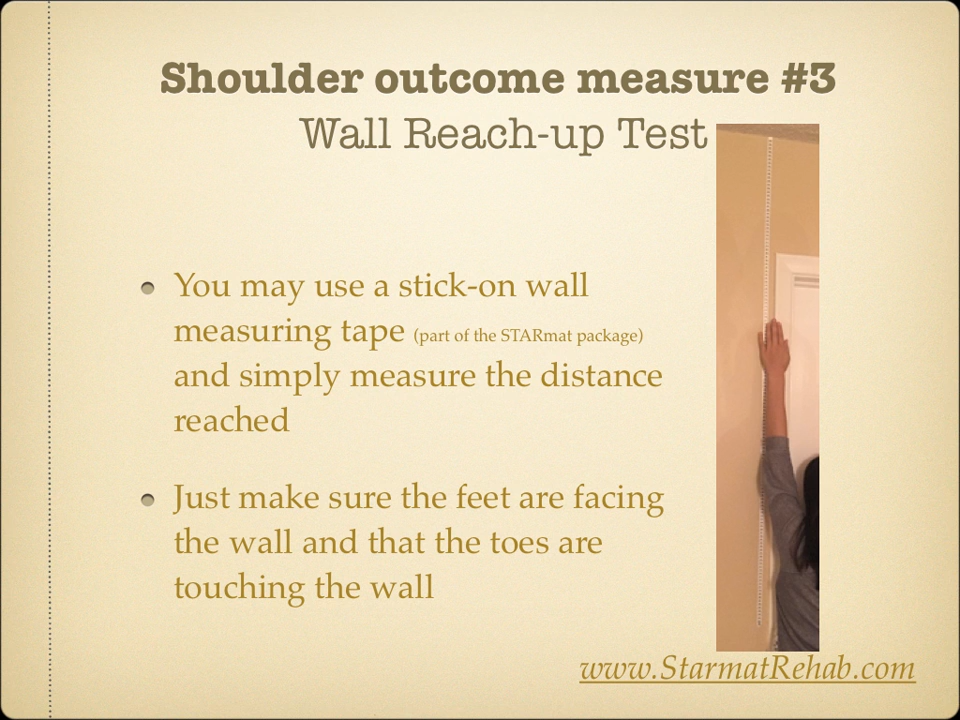 Shoulder outcome measure #3
Wall Reach-up Test
You may use a stick-on wall
measuring tape (part of the STARmat package)
and simply measure the distance
reached
Just make sure the feet are facing
the wall and that the toes are
touching the wall
www.StarmatRehab.com